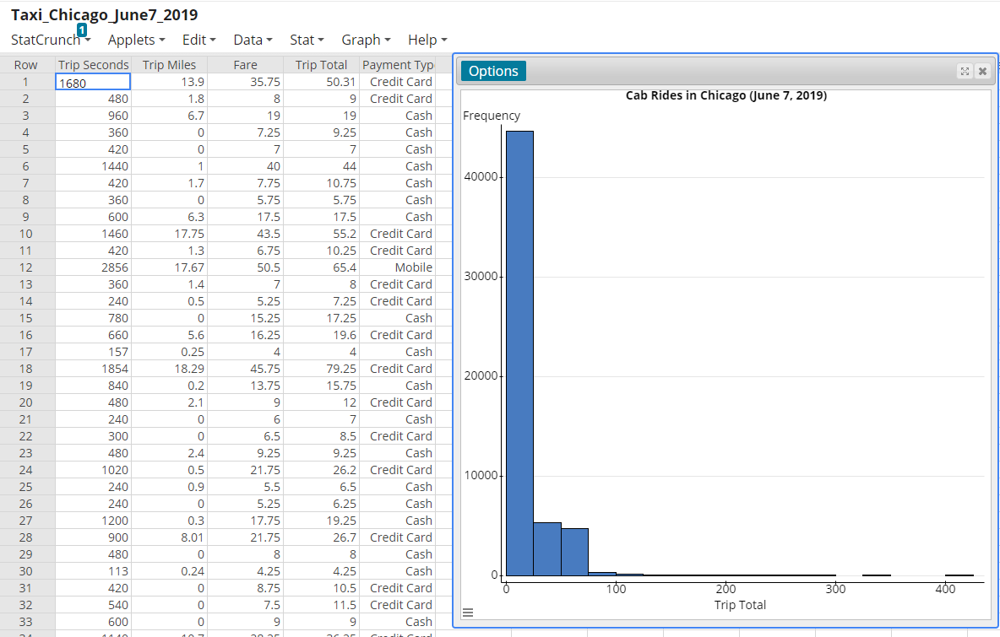 Taxi_Chicago_June7_2019
1
StatCrunch Applets Edit Data Stat Graph Help
Row Trip Seconds Trip Miles Fare Trip Total Payment Typ
1 1680 13.9 35.75 50.31 Credit Card
2 480 1.8 8 9 Credit Card
3 960 6.7 19 19 Cash
4 360 0 7.25 9.25 Cash
5 420 0 7 7 Cash
6 1440 1 40 44 Cash
7 420 1.7 7.75 10.75 Cash
8 360 0 5.75 5.75 Cash
9 600 6.3 17.5 17.5 Cash
10 1460 17.75 43.5 55.2 Credit Card
11 420 1.3 6.75 10.25 Credit Card
12 2856 17.67 50.5 65.4 Mobile
13 360 1.4 7 8 Credit Card
14 240 0.5 5.25 7.25 Credit Card
15 780 0 15.25 17.25 Cash
16 660 5.6 16.25 19.6 Credit Card
17 157 0.25 4 4 Cash
18 1854 18.29 45.75 79.25 Credit Card
19 840 0.2 13.75 15.75 Cash
20 480 2.1 9 12 Credit Card
21 240 0 6 7 Cash
22 300 0 6.5 8.5 Credit Card
23 480 2.4 9.25 9.25 Cash
24 1020 0.5 21.75 26.2 Credit Card
25 240 0.9 5.5 6.5 Cash
26 240 0 5.25 6.25 Cash
27 1200 0.3 17.75 19.25 Cash
28 900 8.01 21.75 26.7 Credit Card
29 480 0 8 8 Cash
30 113 0.24 4.25 4.25 Cash
31 420 0 8.75 10.5 Credit Card
32 540 0 7.5 11.5 Credit Card
33 600 0 9 9 Cash
Options
Cab Rides in Chicago (June 7, 2019)
Frequency
40000
30000
20000
10000
0
0 100 200 300 400
Trip Total